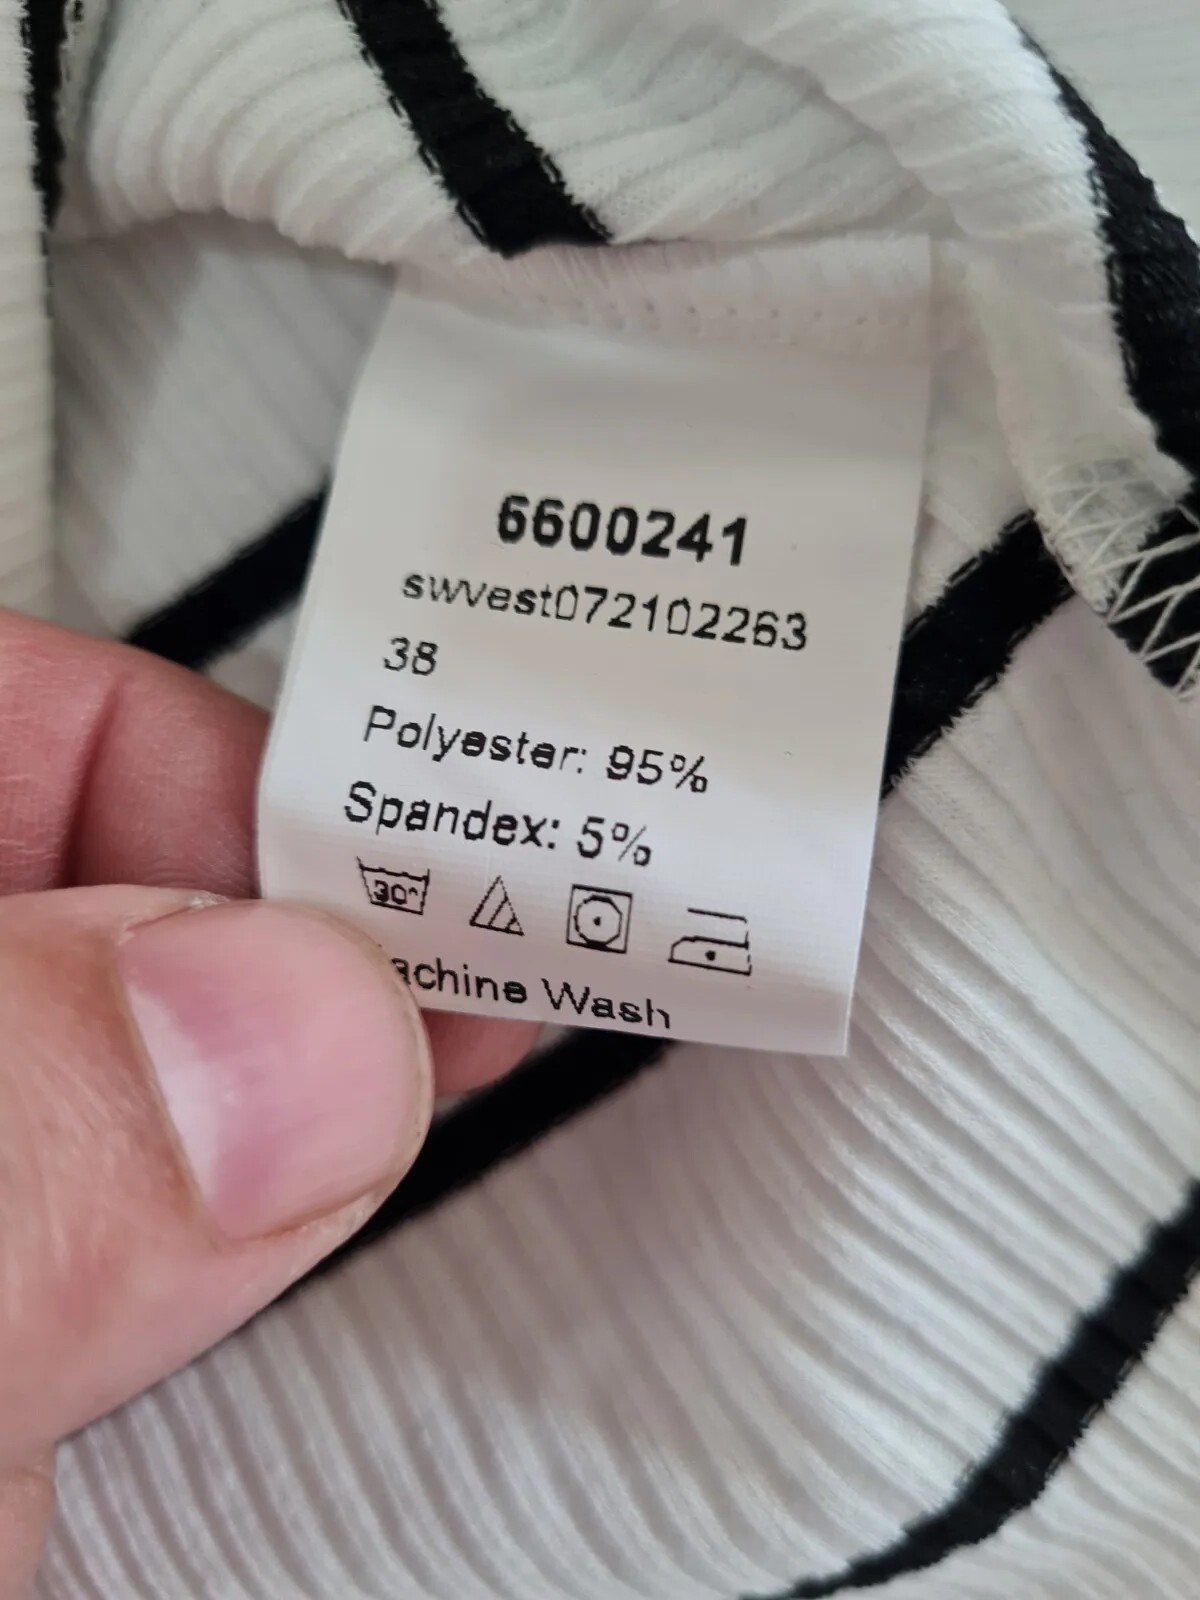 6600241
swvest072102263
38
Polyester: 95%
Spandex: 5%
30°
achine Wash